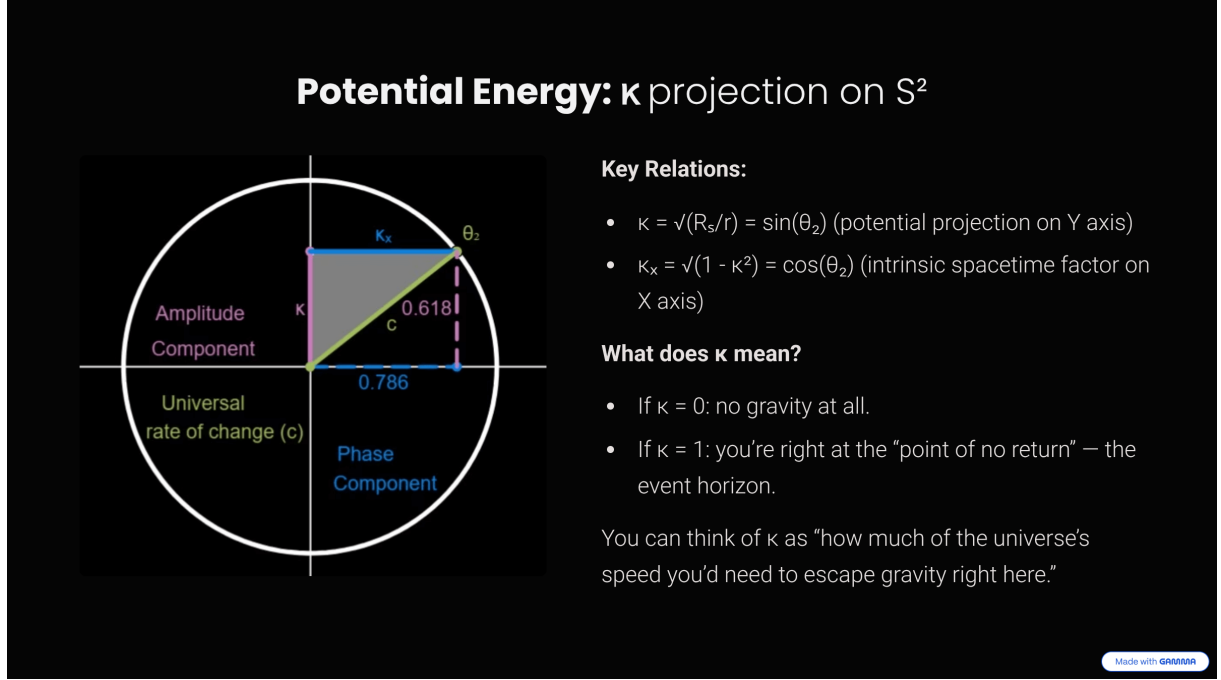 Potential Energy: κ projection on S²
κₓ
θ₂
κ
0.618
c
Amplitude
Component
0.786
Universal
rate of change (c)
Phase
Component
Key Relations:
• κ = √(Rₛ/r) = sin(θ₂) (potential projection on Y axis)
• κₓ = √(1 - κ²) = cos(θ₂) (intrinsic spacetime factor on
X axis)
What does κ mean?
• If κ = 0: no gravity at all.
• If κ = 1: you’re right at the “point of no return” — the
event horizon.
You can think of κ as “how much of the universe’s
speed you’d need to escape gravity right here.”
Made with GAMMA